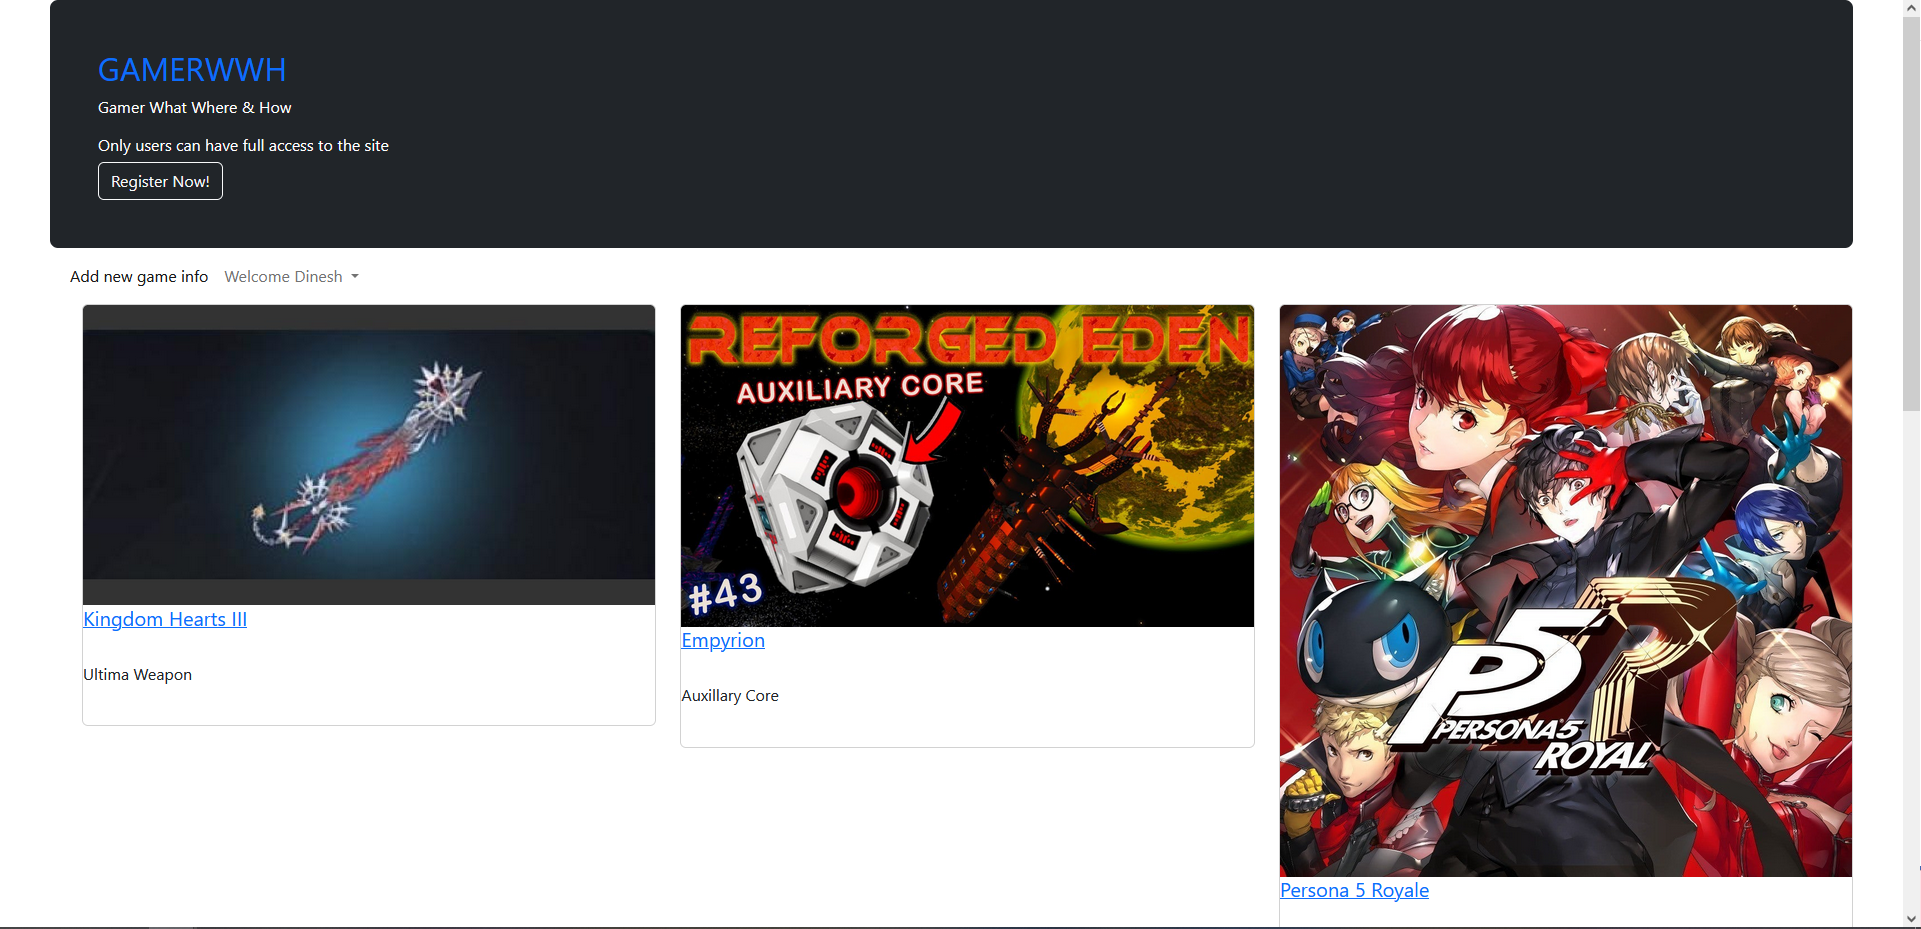 GAMERWWH
Gamer What Where & How
Only users can have full access to the site
Register Now!
Add new game info Welcome Dinesh
REFORGED EDEN
AUXILIARY CORE
#43
Kingdom Hearts III
Ultima Weapon
Empyrion
Auxillary Core
P5R
PERSONA5
ROYAL
Persona 5 Royale